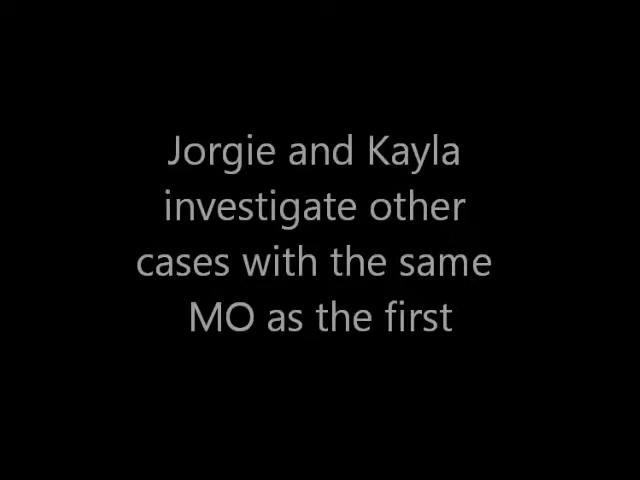 Jorgie and Kayla
investigate other
cases with the same
MO as the first